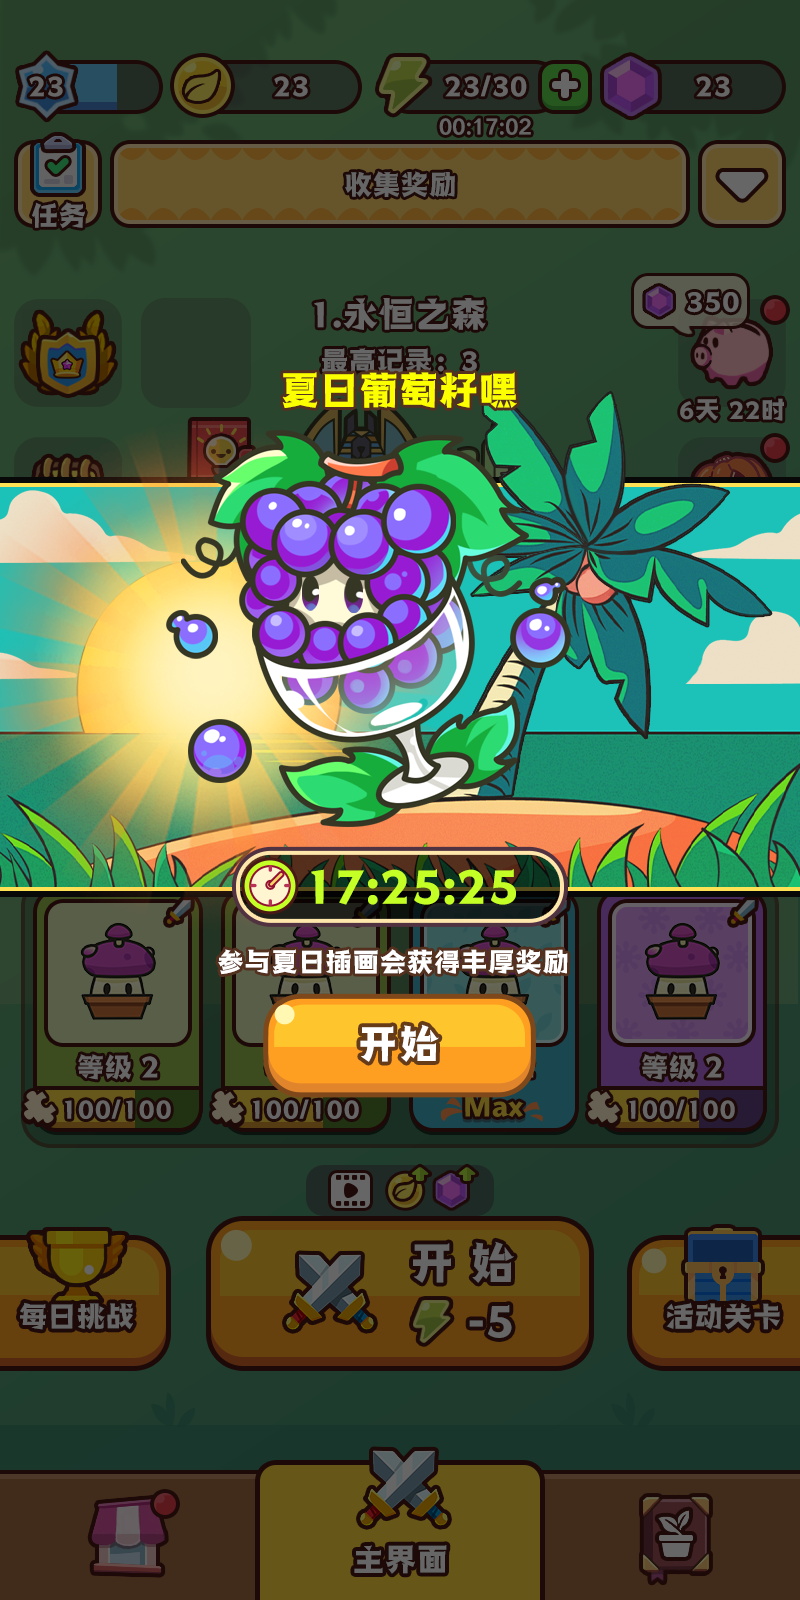 23
23
23/30
23
00:17:02
任务
收集奖励
1.永恒之森
350
最高记录：3
夏日葡萄籽嘿
6天 22时
17:25:25
参与夏日插画会获得丰厚奖励
开始
等级 2
等级 2
100/100
100/100
Max
100/100
每日挑战
开 始
-5
活动关卡
主界面